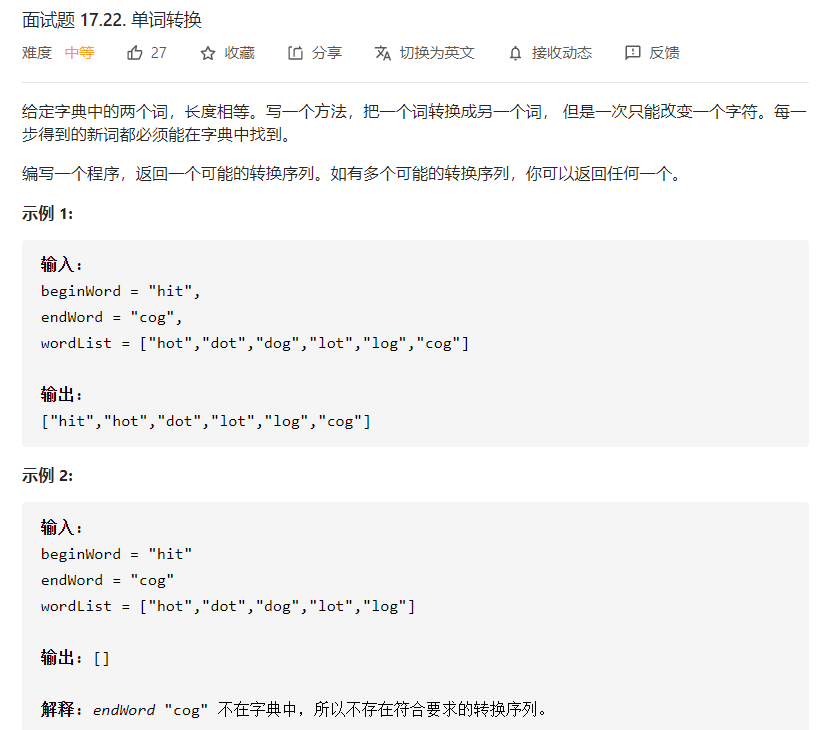 面试题 17.22. 单词转换
难度 中等 27 收藏 分享 切换为英文 接收动态 反馈
给定字典中的两个词，长度相等。写一个方法，把一个词转换成另一个词， 但是一次只能改变一个字符。每一
步得到的新词都必须能在字典中找到。
编写一个程序，返回一个可能的转换序列。如有多个可能的转换序列，你可以返回任何一个。
示例 1:
输入：
beginWord = "hit",
endWord = "cog",
wordList = ["hot","dot","dog","lot","log","cog"]
输出：
["hit","hot","dot","lot","log","cog"]
示例 2:
输入：
beginWord = "hit"
endWord = "cog"
wordList = ["hot","dot","dog","lot","log"]
输出：[]
解释：endWord "cog" 不在字典中，所以不存在符合要求的转换序列。